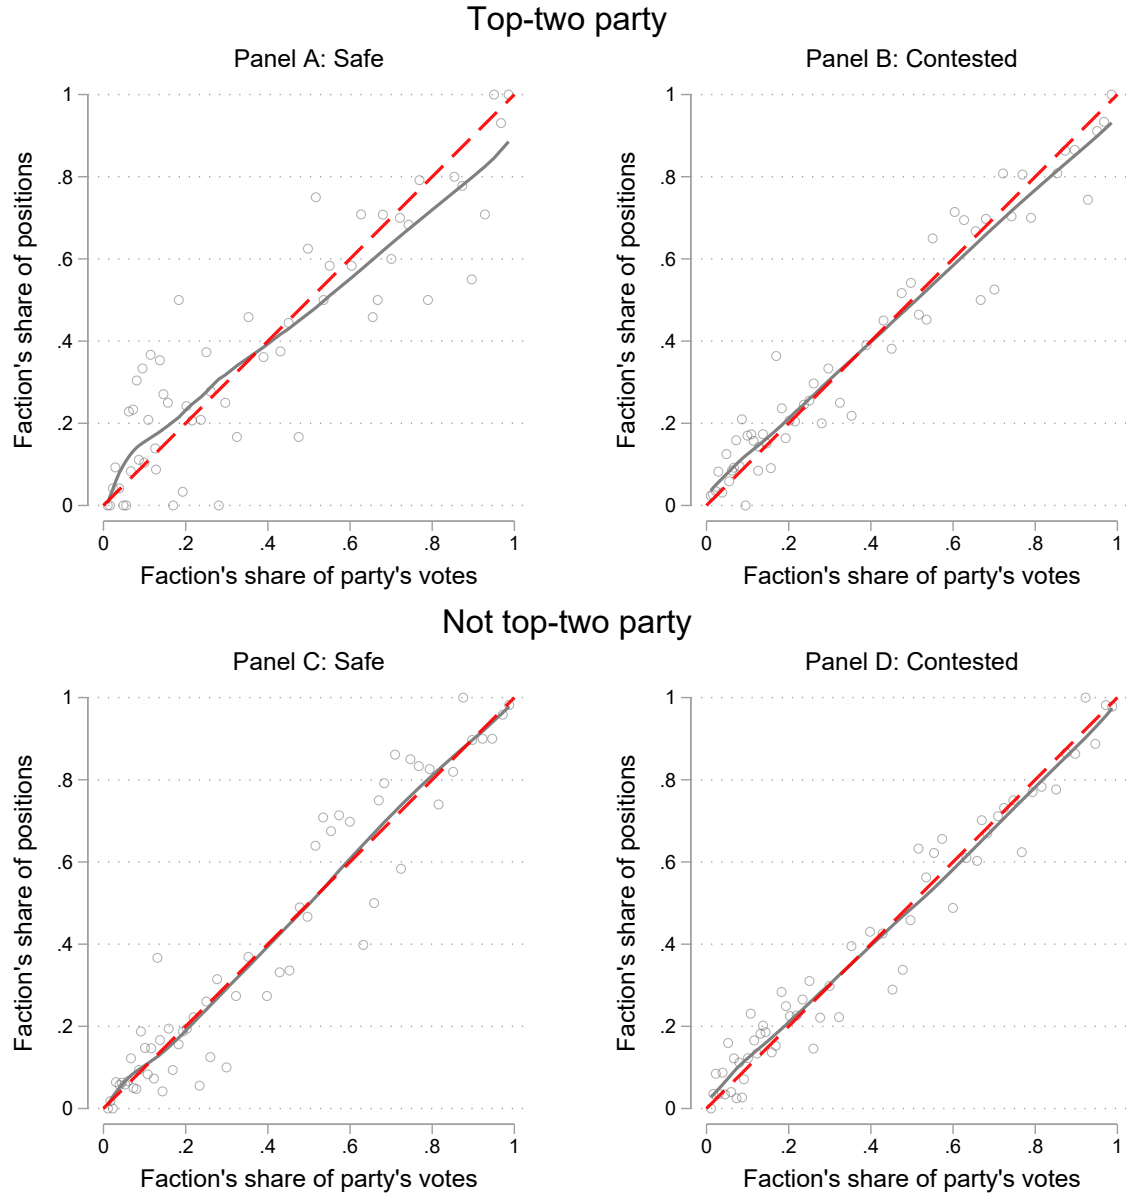 Top-two party
Panel A: Safe
Faction's share of positions
1
.8
.6
.4
.2
0
0 .2 .4 .6 .8 1
Faction's share of party's votes
Panel B: Contested
Faction's share of positions
1
.8
.6
.4
.2
0
0 .2 .4 .6 .8 1
Faction's share of party's votes
Not top-two party
Panel C: Safe
Faction's share of positions
1
.8
.6
.4
.2
0
0 .2 .4 .6 .8 1
Faction's share of party's votes
Panel D: Contested
Faction's share of positions
1
.8
.6
.4
.2
0
0 .2 .4 .6 .8 1
Faction's share of party's votes